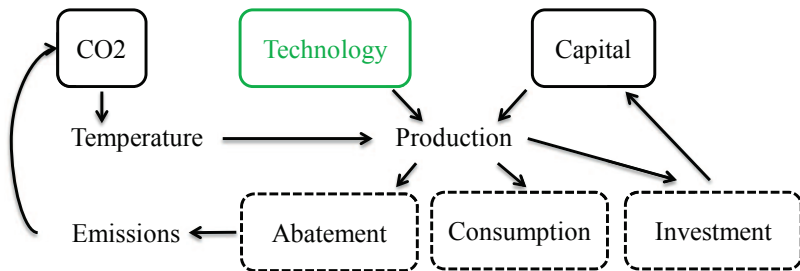 CO2
Technology
Capital
Temperature
Production
Emissions
Abatement
Consumption
Investment